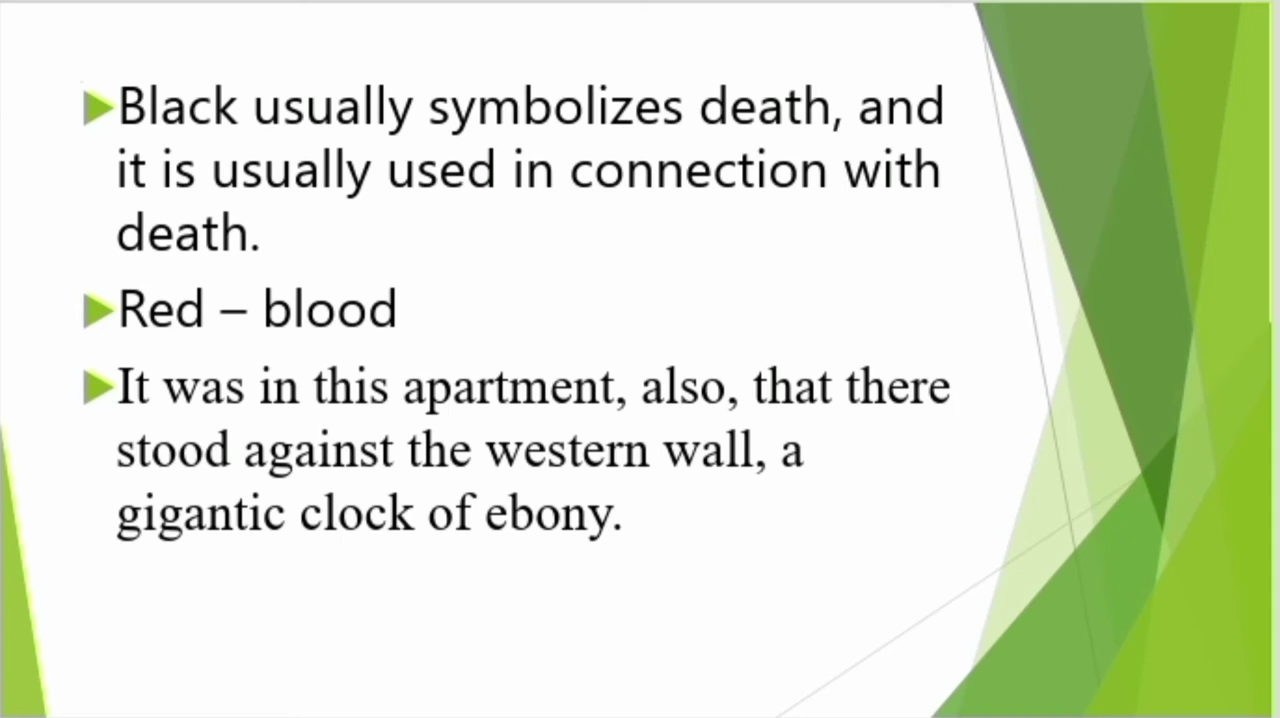 Black usually symbolizes death, and
it is usually used in connection with
death.
Red – blood
It was in this apartment, also, that there
stood against the western wall, a
gigantic clock of ebony.